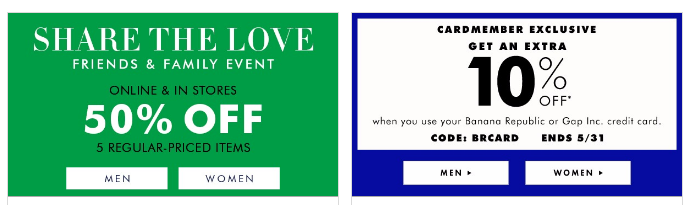 SHARE THE LOVE
FRIENDS & FAMILY EVENT
ONLINE & IN STORES
50% OFF
5 REGULAR-PRICED ITEMS
MEN WOMEN
CARDMEMBER EXCLUSIVE
GET AN EXTRA
10%
OFF*
when you use your Banana Republic or Gap Inc. credit card.
CODE: BRCARD ENDS 5/31
MEN ▸ WOMEN ▸